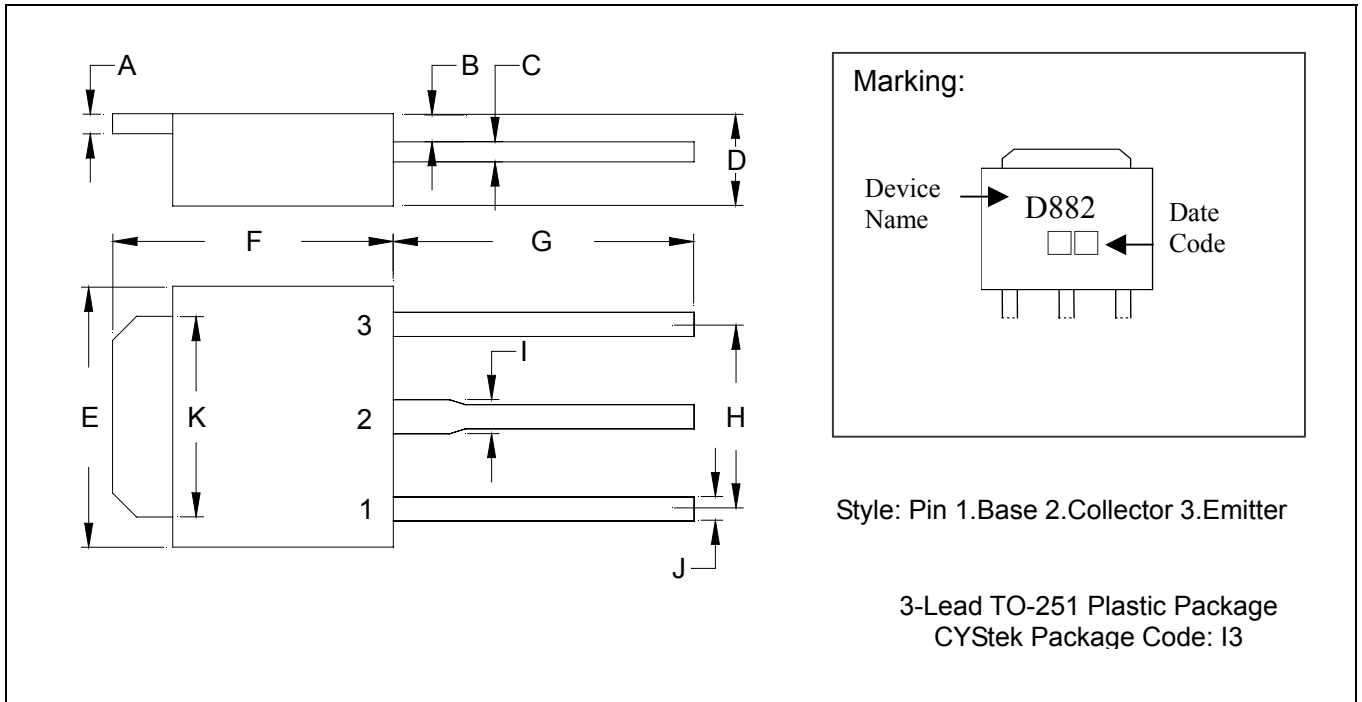 A
B
C
D
F
G
E
K
3
2
1
I
H
J
Marking:
Device
Name
D882
Date
Code
Style: Pin 1.Base 2.Collector 3.Emitter
3-Lead TO-251 Plastic Package
CYStek Package Code: I3